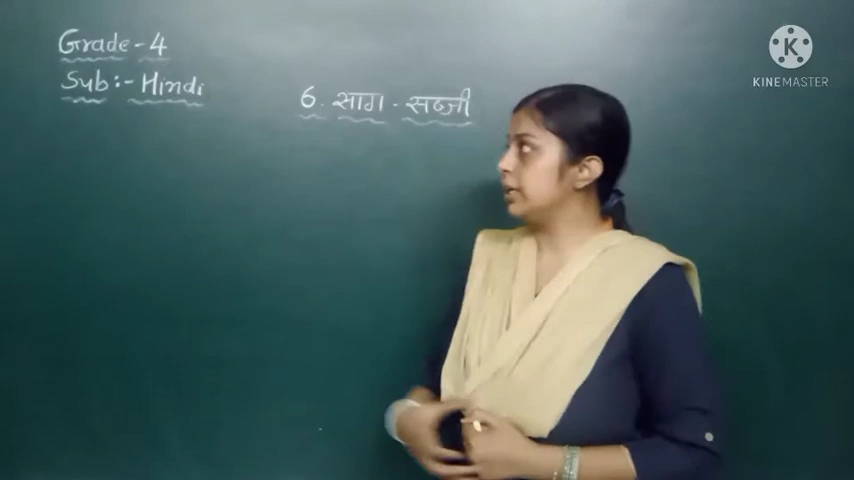 Grade - 4
Sub :- Hindi
6. साग - सब्जी
KINEMASTER